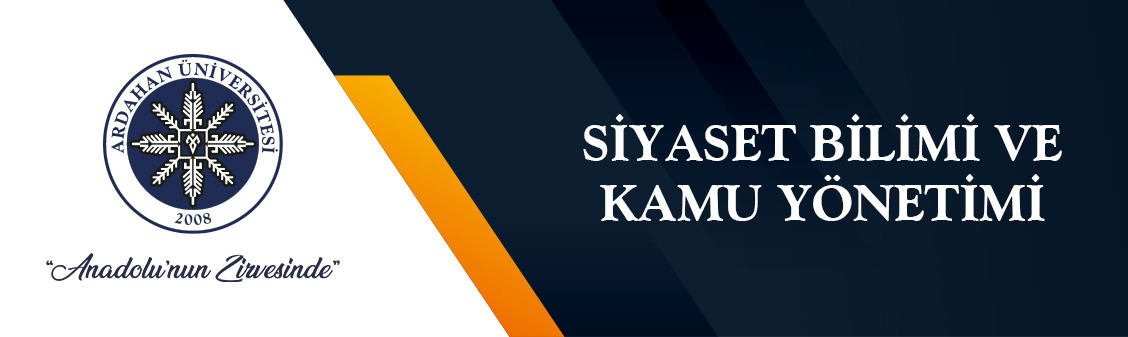 ARDAHAN ÜNİVERSİTESİ
2008
“Anadolu’nun Zirvesinde”
SİYASET BİLİMİ VE
KAMU YÖNETİMİ